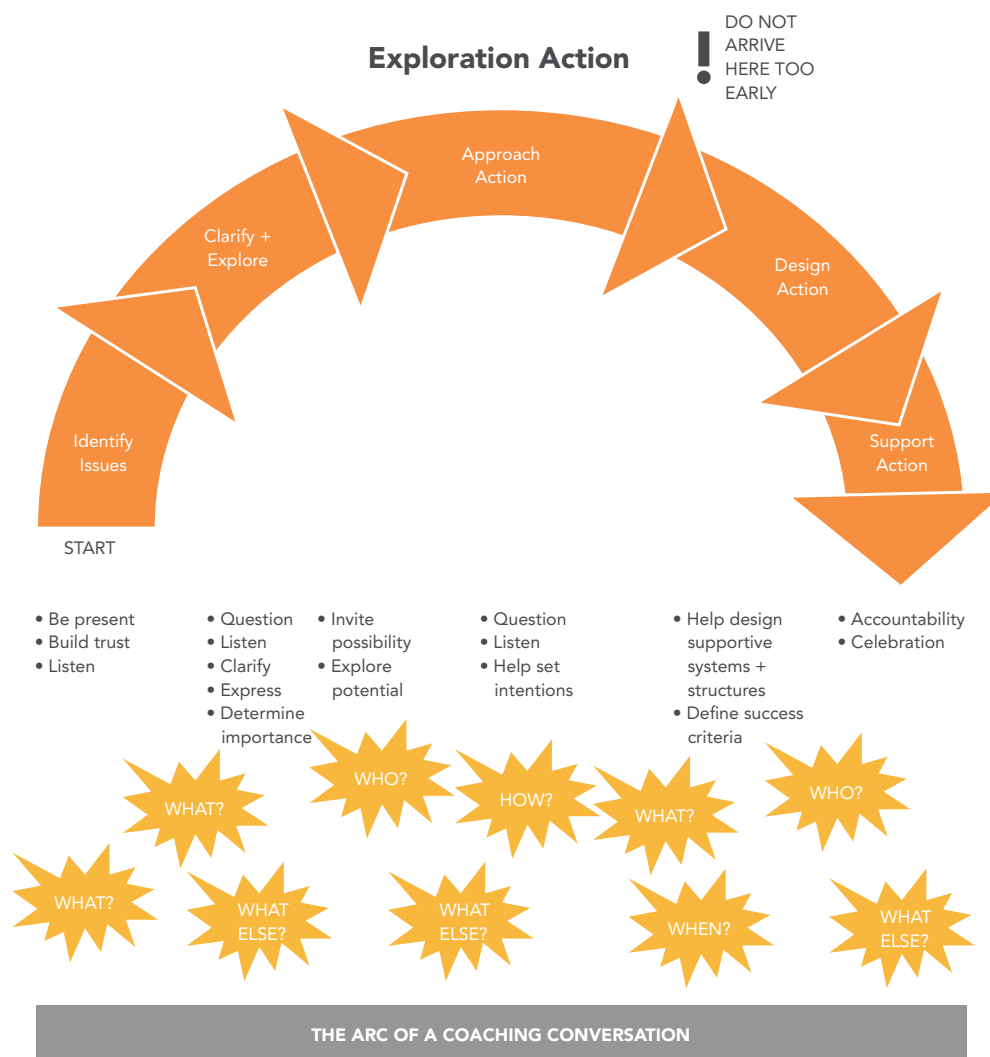 Exploration Action
DO NOT
ARRIVE
HERE TOO
EARLY
Identify
Issues
Clarify +
Explore
Approach
Action
Design
Action
Support
Action
START
• Be present
• Build trust
• Listen
• Question
• Listen
• Clarify
• Express
• Determine
importance
• Invite
possibility
• Explore
potential
• Question
• Listen
• Help set
intentions
• Help design
supportive
systems +
structures
• Define success
criteria
• Accountability
• Celebration
WHAT?
WHAT?
WHAT
ELSE?
WHO?
WHAT
ELSE?
HOW?
WHAT?
WHEN?
WHO?
WHAT
ELSE?
THE ARC OF A COACHING CONVERSATION